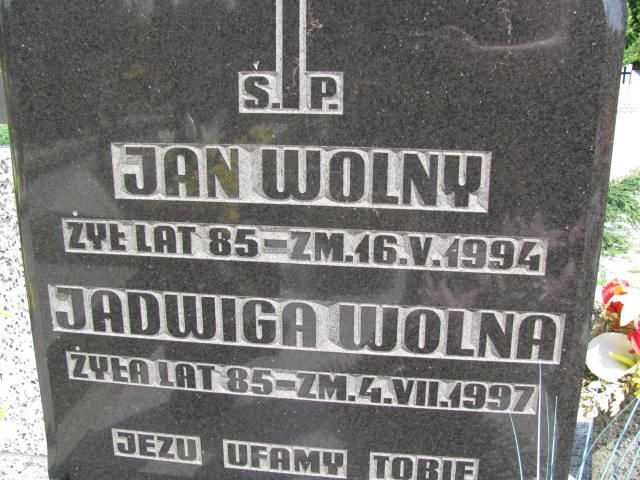 Ś. P.
JAN WOLNY
ŻYŁ LAT 85 - ZM. 16. V. 1994
JADWIGA WOLNA
ŻYŁA LAT 85 - ZM. 4. VII. 1997
JEZU UFAMY TOBIE